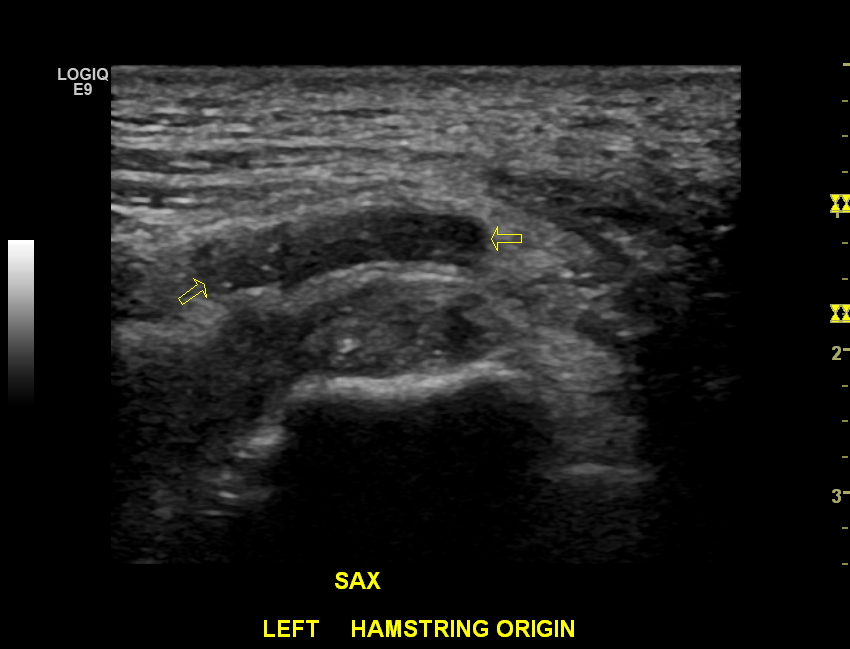 LOGIQ
E9
1
2
3
SAX
LEFT HAMSTRING ORIGIN